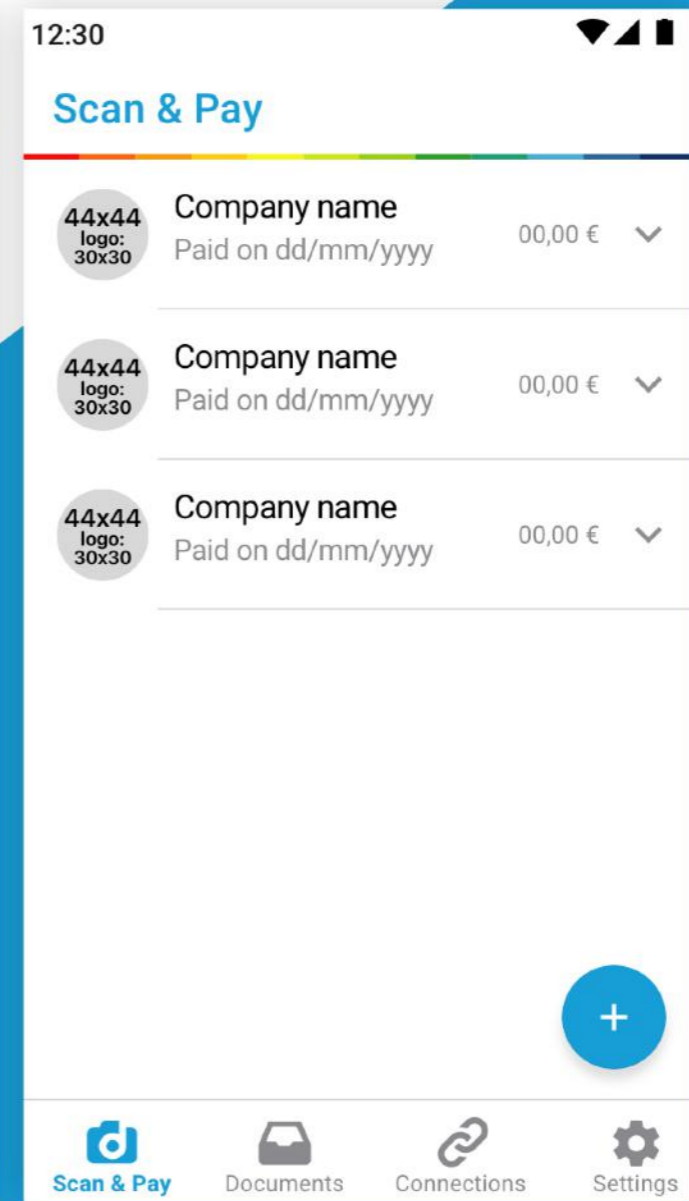 12:30
Scan & Pay
44x44
logo:
30x30
Company name
Paid on dd/mm/yyyy
00,00 €
44x44
logo:
30x30
Company name
Paid on dd/mm/yyyy
00,00 €
44x44
logo:
30x30
Company name
Paid on dd/mm/yyyy
00,00 €
+
Scan & Pay
Documents
Connections
Settings